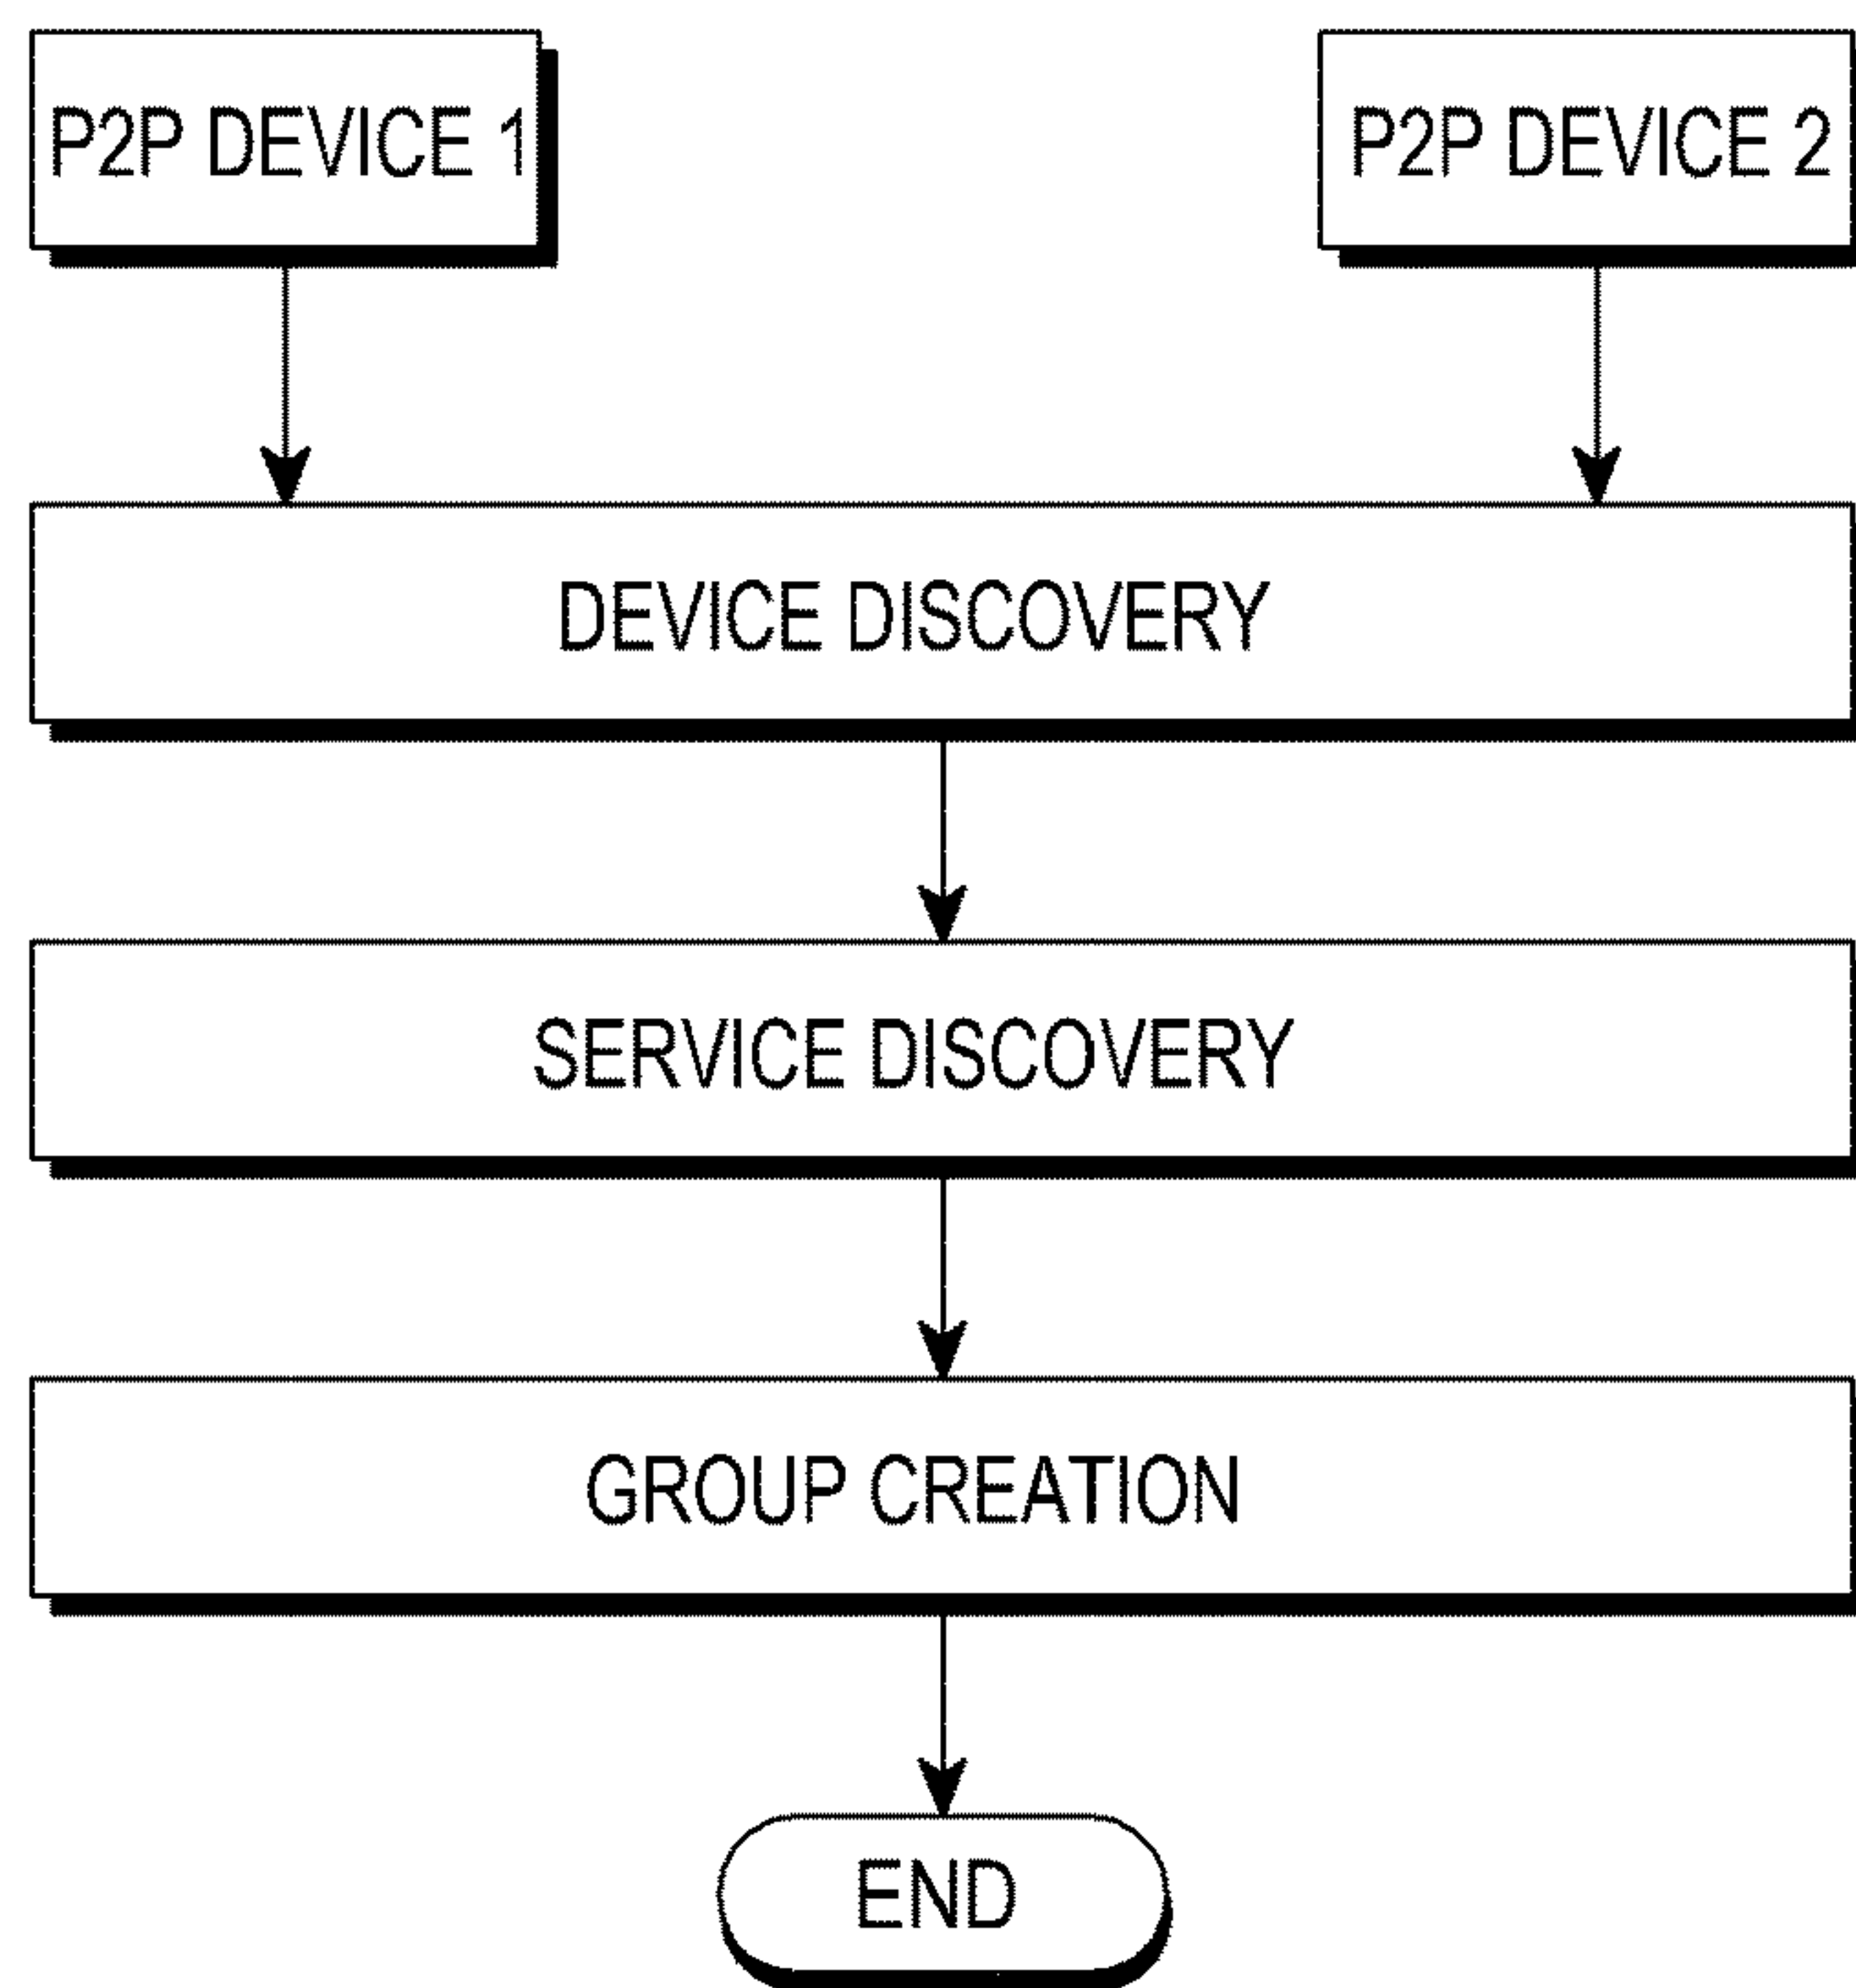 P2P DEVICE 1
P2P DEVICE 2
DEVICE DISCOVERY
SERVICE DISCOVERY
GROUP CREATION
END